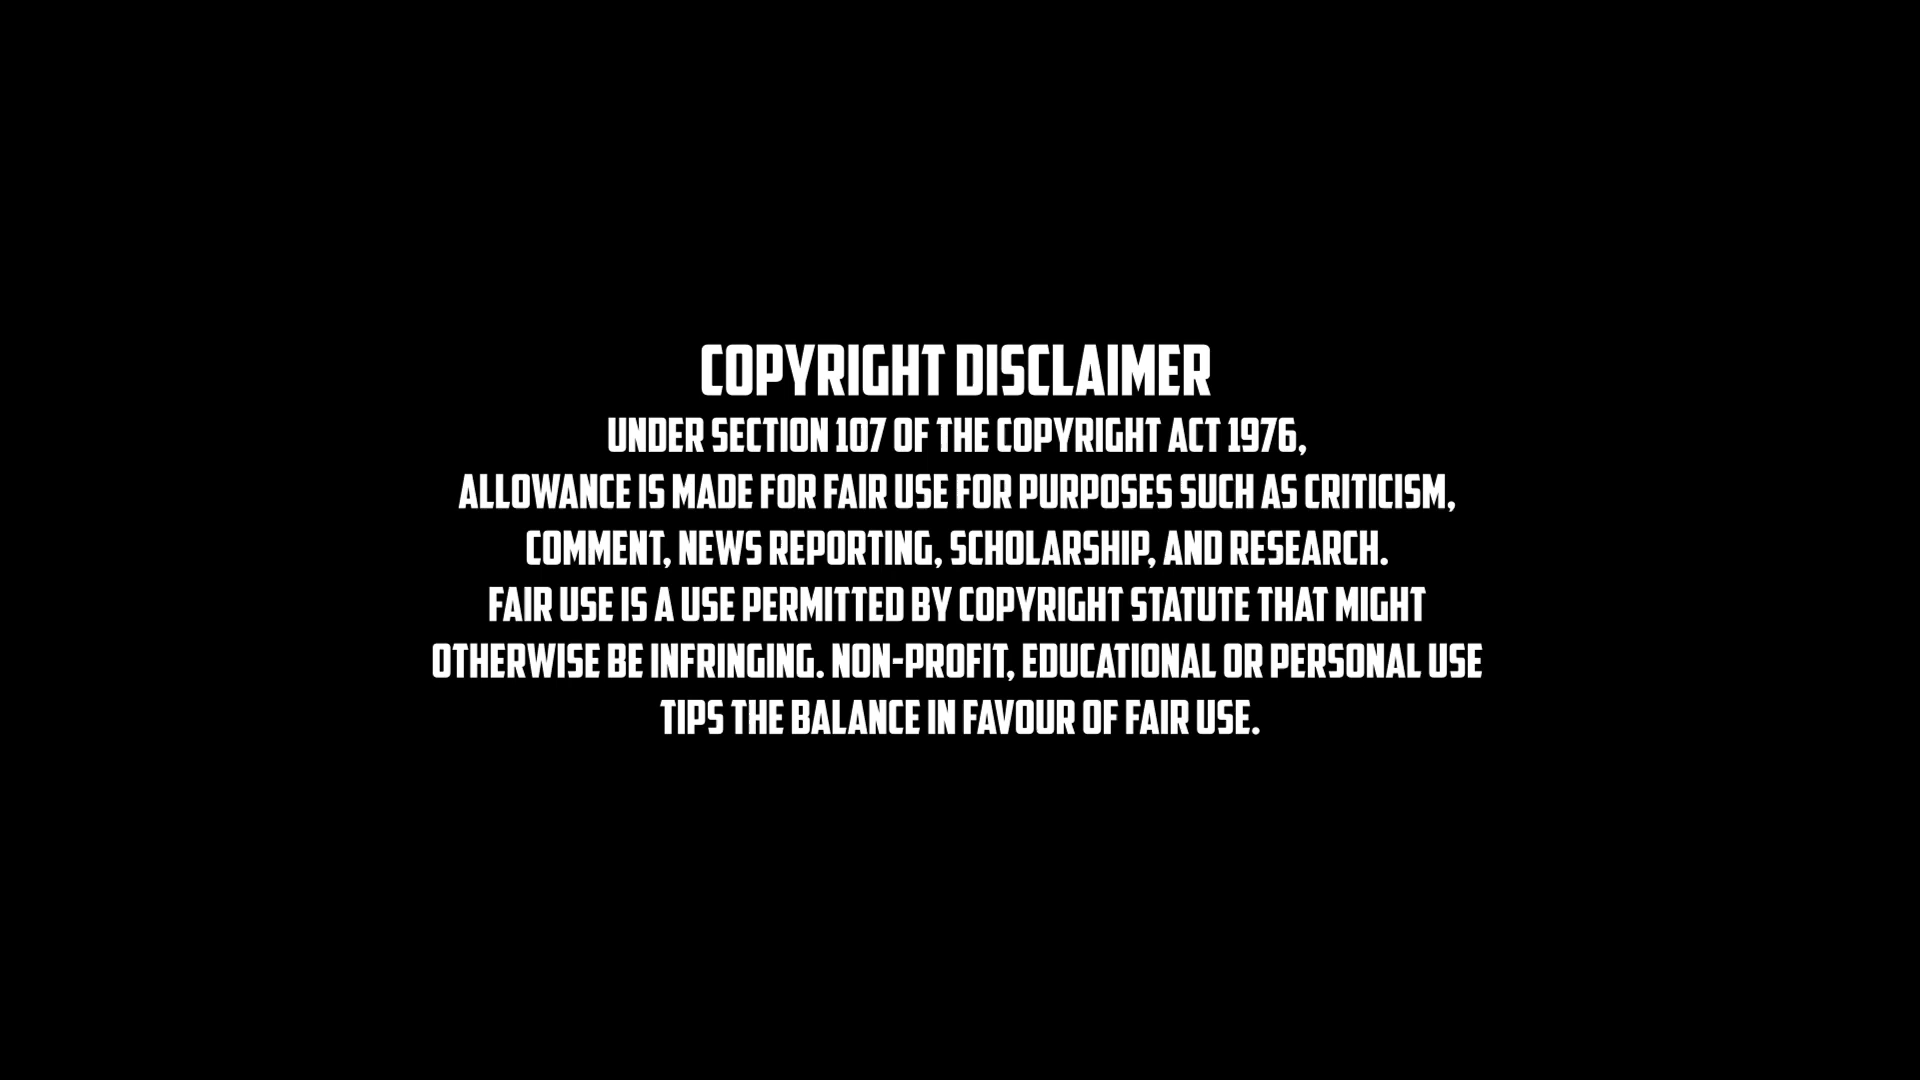 COPYRIGHT DISCLAIMER
UNDER SECTION 107 OF THE COPYRIGHT ACT 1976,
ALLOWANCE IS MADE FOR FAIR USE FOR PURPOSES SUCH AS CRITICISM,
COMMENT, NEWS REPORTING, SCHOLARSHIP, AND RESEARCH.
FAIR USE IS A USE PERMITTED BY COPYRIGHT STATUTE THAT MIGHT
OTHERWISE BE INFRINGING. NON-PROFIT, EDUCATIONAL OR PERSONAL USE
TIPS THE BALANCE IN FAVOUR OF FAIR USE.